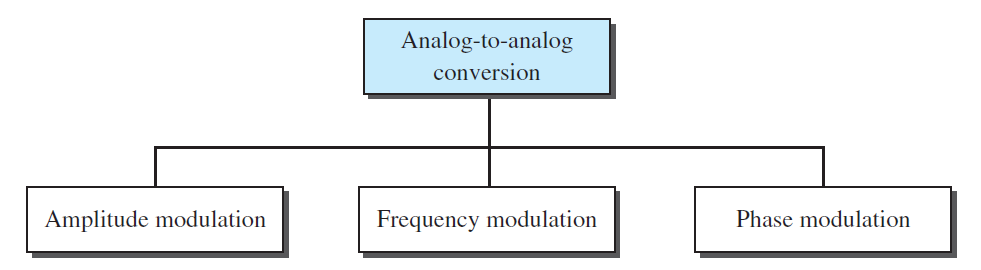 Analog-to-analog
conversion
Amplitude modulation
Frequency modulation
Phase modulation